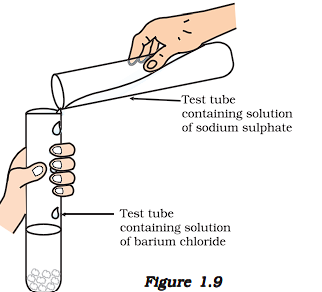 Test tube
containing solution
of sodium sulphate
Test tube
containing solution
of barium chloride
Figure 1.9